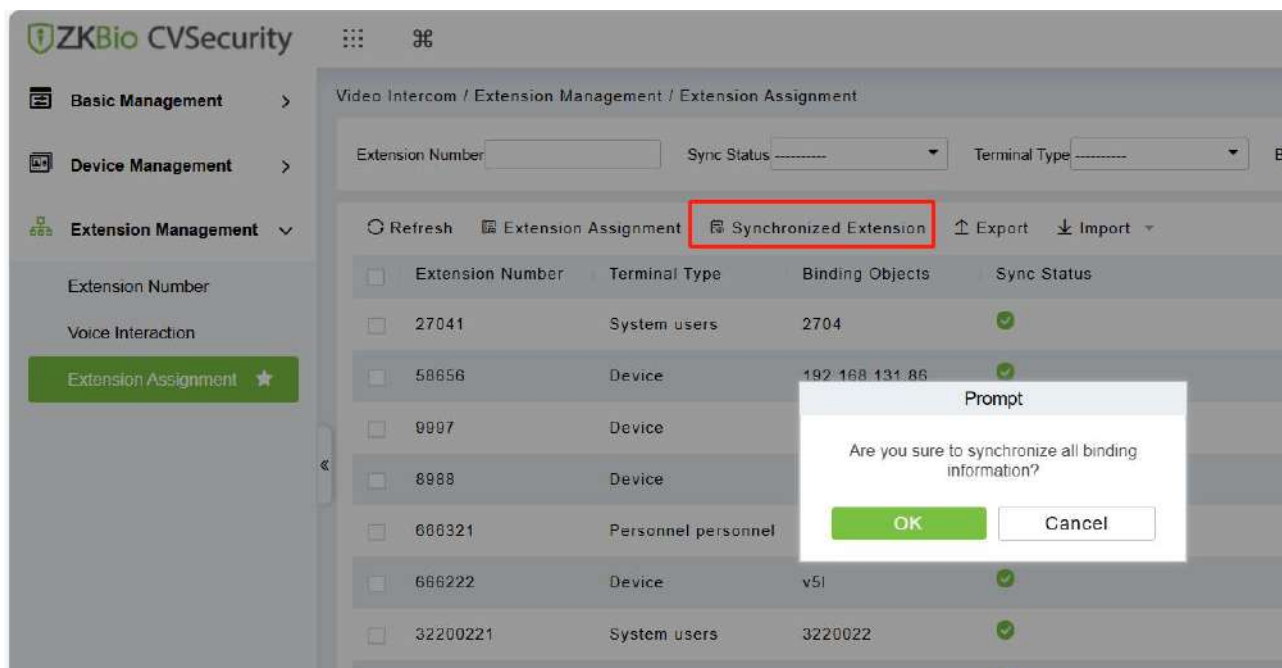 ZKBio CVSecurity
Basic Management
Device Management
Extension Management
Extension Number
Voice Interaction
Extension Assignment
Video Intercom / Extension Management / Extension Assignment
Extension Number Sync Status ---------- Terminal Type ----------
Refresh Extension Assignment Synchronized Extension Export Import
Extension Number Terminal Type Binding Objects Sync Status
27041 System users 2704
58656 Device 192.168.131.86
9997 Device
8988 Device
666321 Personnel personnel
666222 Device v5l
32200221 System users 3220022
Prompt
Are you sure to synchronize all binding
information?
OK Cancel